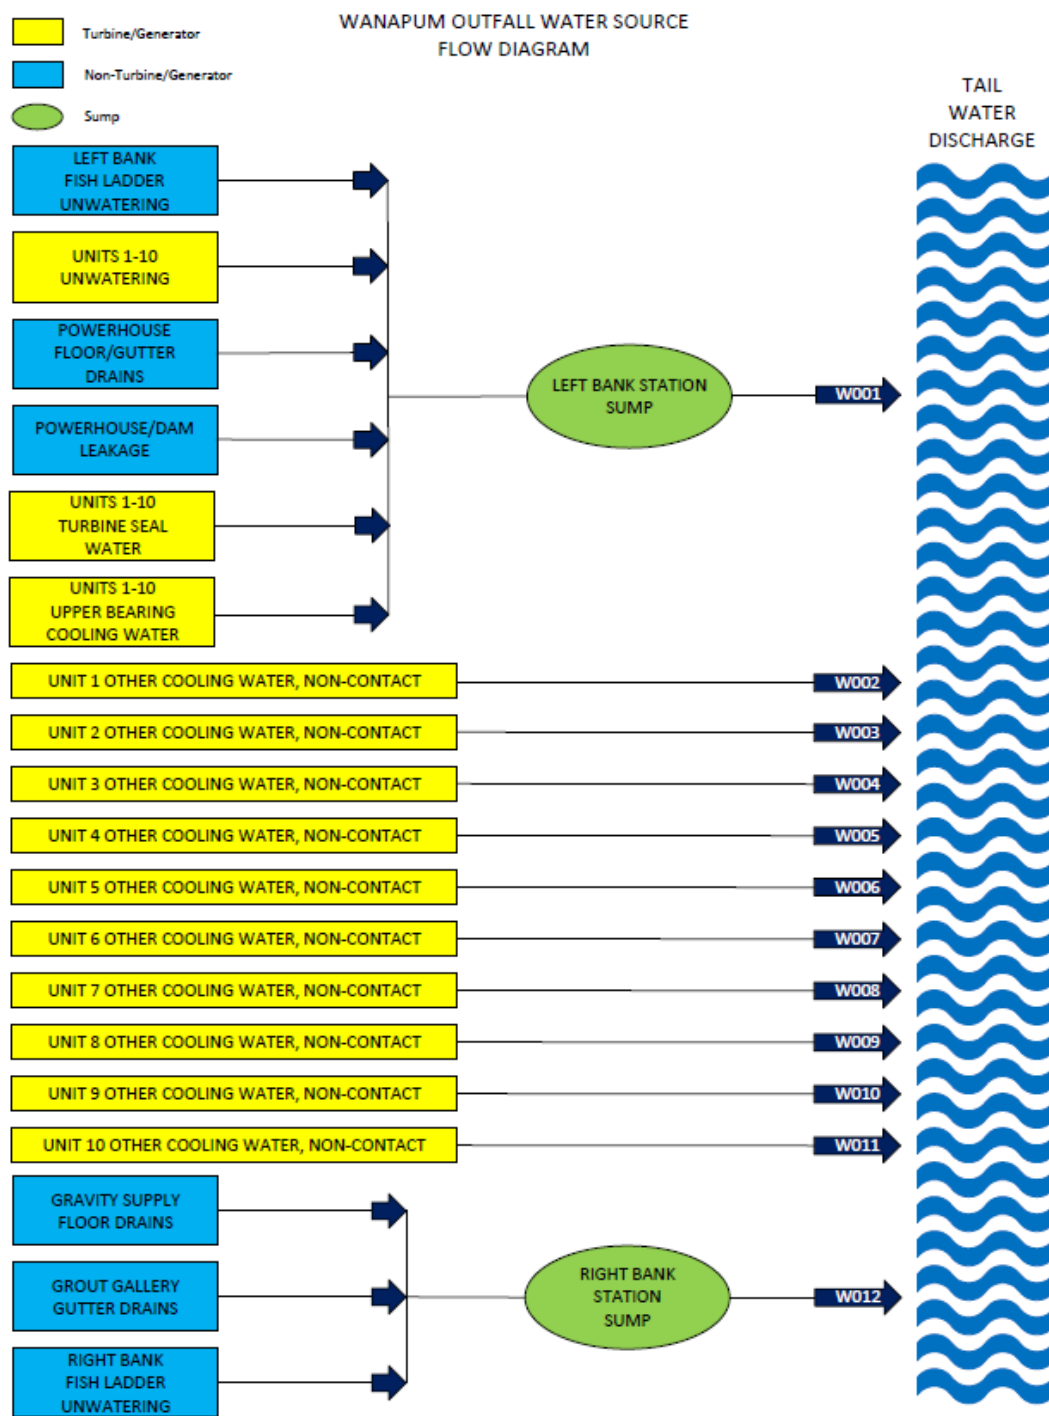 WANAPUM OUTFALL WATER SOURCE
FLOW DIAGRAM
Turbine/Generator
Non-Turbine/Generator
Sump
TAIL
WATER
DISCHARGE
LEFT BANK
FISH LADDER
UNWATERING
UNITS 1-10
UNWATERING
POWERHOUSE
FLOOR/GUTTER
DRAINS
POWERHOUSE/DAM
LEAKAGE
UNITS 1-10
TURBINE SEAL
WATER
UNITS 1-10
UPPER BEARING
COOLING WATER
LEFT BANK STATION
SUMP
W001
UNIT 1 OTHER COOLING WATER, NON-CONTACT
W002
UNIT 2 OTHER COOLING WATER, NON-CONTACT
W003
UNIT 3 OTHER COOLING WATER, NON-CONTACT
W004
UNIT 4 OTHER COOLING WATER, NON-CONTACT
W005
UNIT 5 OTHER COOLING WATER, NON-CONTACT
W006
UNIT 6 OTHER COOLING WATER, NON-CONTACT
W007
UNIT 7 OTHER COOLING WATER, NON-CONTACT
W008
UNIT 8 OTHER COOLING WATER, NON-CONTACT
W009
UNIT 9 OTHER COOLING WATER, NON-CONTACT
W010
UNIT 10 OTHER COOLING WATER, NON-CONTACT
W011
GRAVITY SUPPLY
FLOOR DRAINS
GROUT GALLERY
GUTTER DRAINS
RIGHT BANK
FISH LADDER
UNWATERING
RIGHT BANK
STATION
SUMP
W012